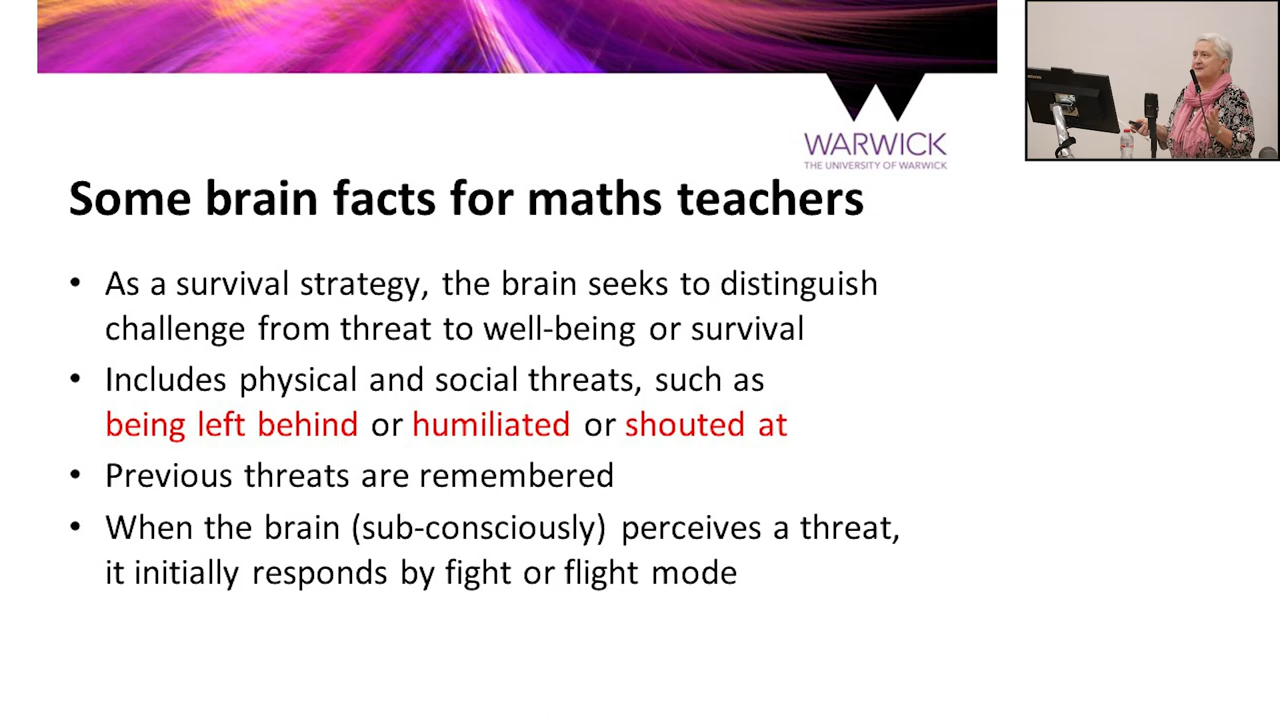 WARWICK
THE UNIVERSITY OF WARWICK
Some brain facts for maths teachers
• As a survival strategy, the brain seeks to distinguish
challenge from threat to well-being or survival
• Includes physical and social threats, such as
being left behind or humiliated or shouted at
• Previous threats are remembered
• When the brain (sub-consciously) perceives a threat,
it initially responds by fight or flight mode